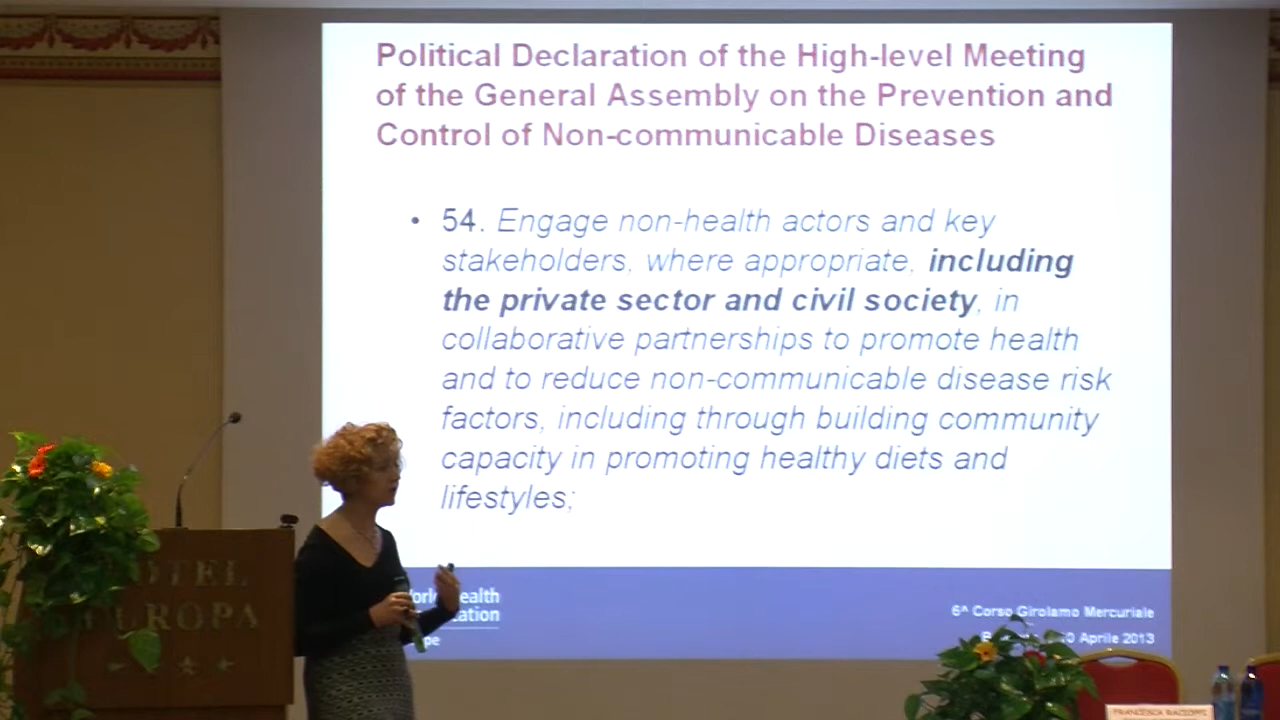 Political Declaration of the High-level Meeting
of the General Assembly on the Prevention and
Control of Non-communicable Diseases
• 54. Engage non-health actors and key
stakeholders, where appropriate, including
the private sector and civil society, in
collaborative partnerships to promote health
and to reduce non-communicable disease risk
factors, including through building community
capacity in promoting healthy diets and
lifestyles;
6^ Corso Girolamo Mercuriale
Aprile 2013
HOTEL
EUROPA